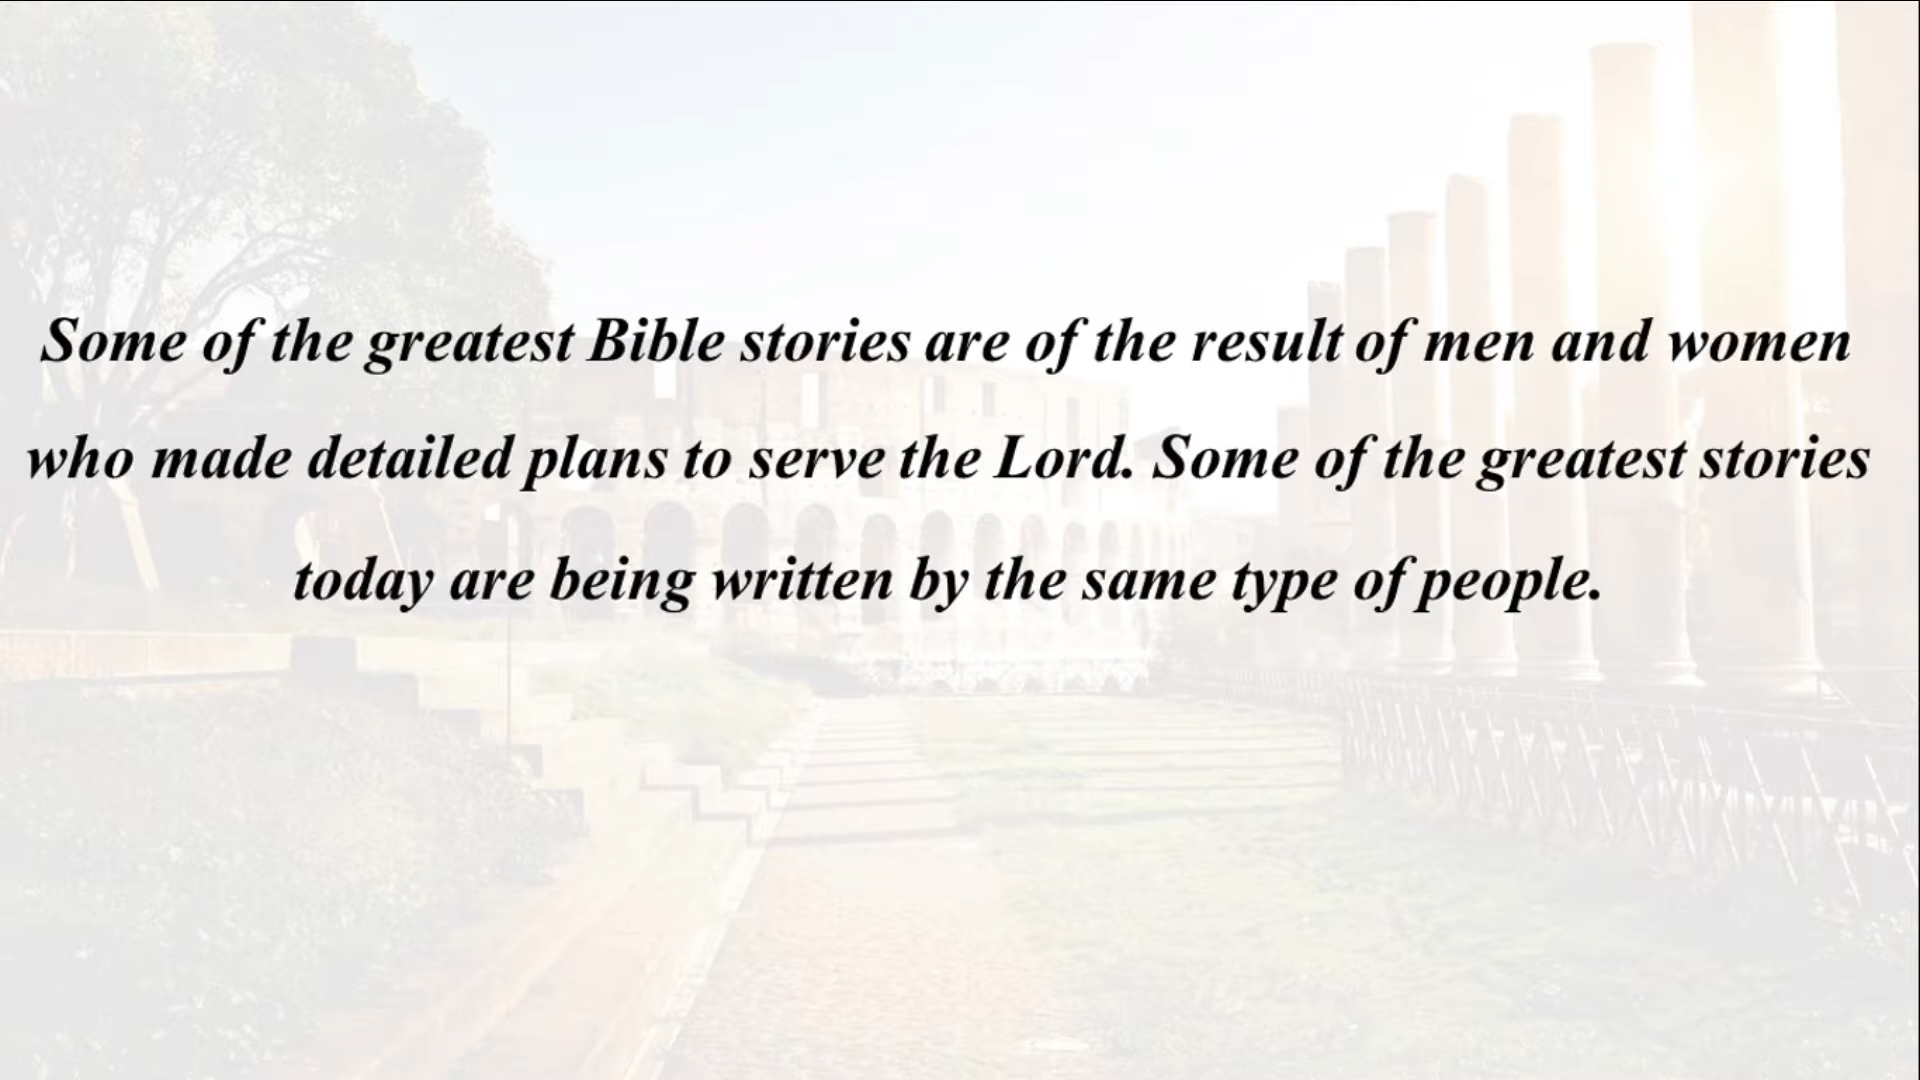 Some of the greatest Bible stories are of the result of men and women
who made detailed plans to serve the Lord. Some of the greatest stories
today are being written by the same type of people.